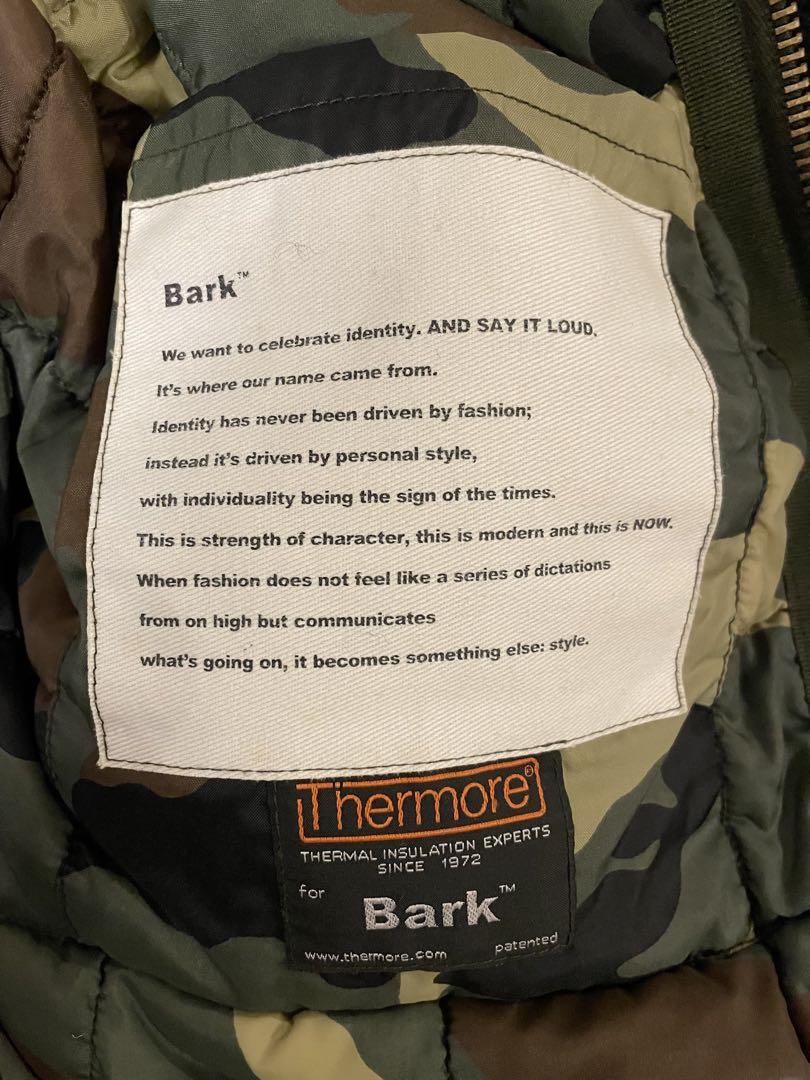 Bark™
We want to celebrate identity. AND SAY IT LOUD.
It's where our name came from.
Identity has never been driven by fashion;
instead it's driven by personal style,
with individuality being the sign of the times.
This is strength of character, this is modern and this is NOW.
When fashion does not feel like a series of dictations
from on high but communicates
what's going on, it becomes something else: style.
Thermore®
THERMAL INSULATION EXPERTS
SINCE 1972
for
Bark™
www.thermore.com patented